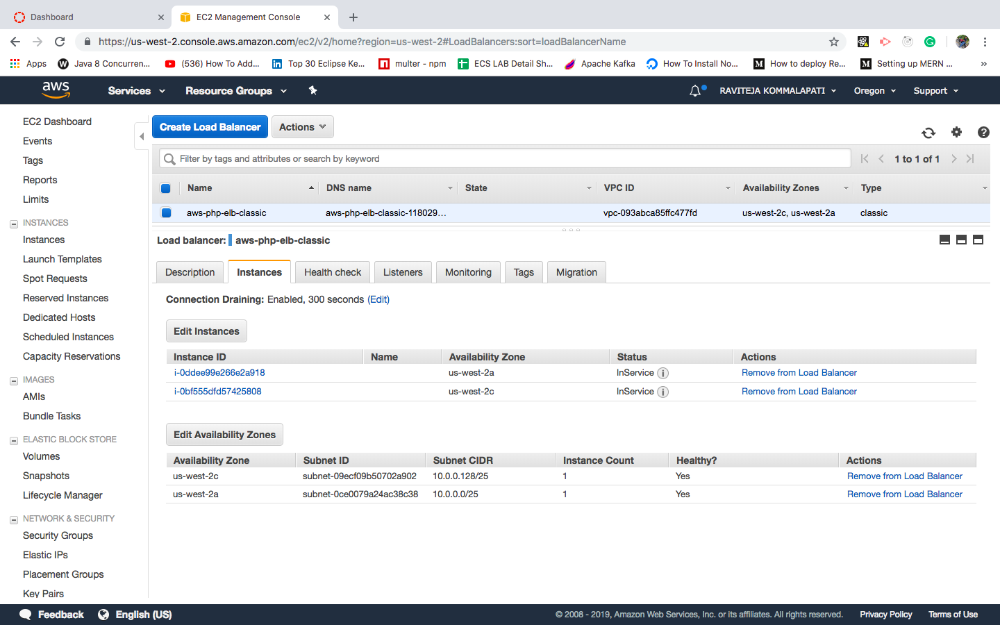 Dashboard
EC2 Management Console
https://us-west-2.console.aws.amazon.com/ec2/v2/home?region=us-west-2#LoadBalancers:sort=loadBalancerName
Apps
W Java 8 Concurren...
(536) How To Add...
in Top 30 Eclipse Ke...
n multer - npm
ECS LAB Detail Sh...
Apache Kafka
How To Install No...
M How to deploy Re...
M Setting up MERN ...
»
aws Services Resource Groups RAVITEJA KOMMALAPATI Oregon Support
EC2 Dashboard
Events
Tags
Reports
Limits
INSTANCES
Instances
Launch Templates
Spot Requests
Reserved Instances
Dedicated Hosts
Scheduled Instances
Capacity Reservations
IMAGES
AMIs
Bundle Tasks
ELASTIC BLOCK STORE
Volumes
Snapshots
Lifecycle Manager
NETWORK & SECURITY
Security Groups
Elastic IPs
Placement Groups
Key Pairs
Create Load Balancer Actions
Filter by tags and attributes or search by keyword
1 to 1 of 1
Name DNS name State VPC ID Availability Zones Type
aws-php-elb-classic aws-php-elb-classic-118029... vpc-093abca85ffc477fd us-west-2c, us-west-2a classic
Load balancer: aws-php-elb-classic
Description Instances Health check Listeners Monitoring Tags Migration
Connection Draining: Enabled, 300 seconds (Edit)
Edit Instances
Instance ID Name Availability Zone Status Actions
i-0ddee99e266e2a918 us-west-2a InService i Remove from Load Balancer
i-0bf555dfd57425808 us-west-2c InService i Remove from Load Balancer
Edit Availability Zones
Availability Zone Subnet ID Subnet CIDR Instance Count Healthy? Actions
us-west-2c subnet-09ecf09b50702a902 10.0.0.128/25 1 Yes Remove from Load Balancer
us-west-2a subnet-0ce0079a24ac38c38 10.0.0.0/25 1 Yes Remove from Load Balancer
Feedback English (US) © 2008 - 2019, Amazon Web Services, Inc. or its affiliates. All rights reserved. Privacy Policy Terms of Use